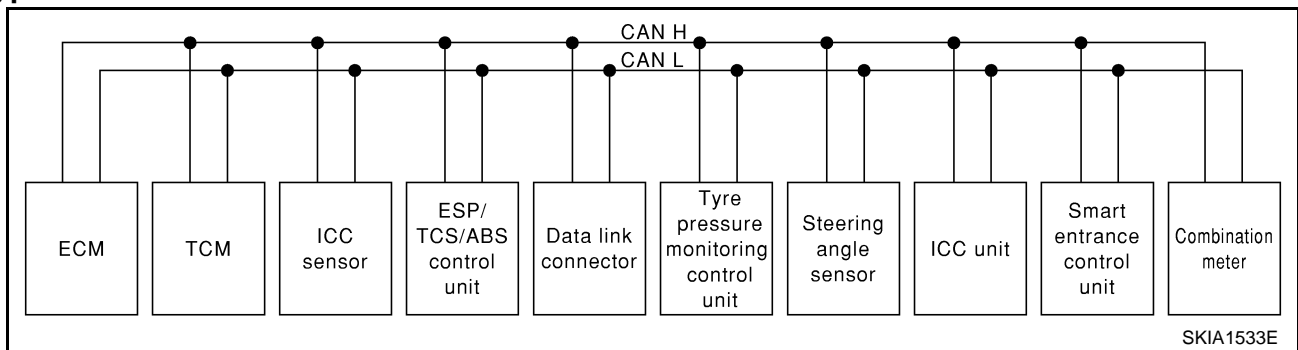 CAN H
CAN L
ECM
TCM
ICC
sensor
ESP/
TCS/ABS
control
unit
Data link
connector
Tyre
pressure
monitoring
control
unit
Steering
angle
sensor
ICC unit
Smart
entrance
control
unit
Combination
meter
SKIA1533E